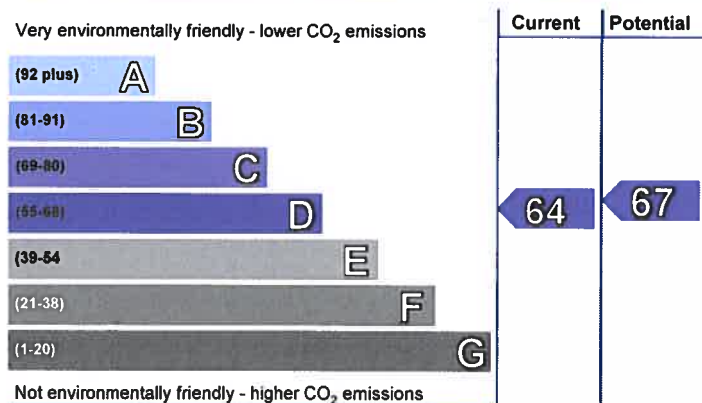 Very environmentally friendly - lower CO₂ emissions
Current
Potential
(92 plus) A
(81-91) B
(69-80) C
(55-68) D
(39-54 E
(21-38) F
(1-20) G
64
67
Not environmentally friendly - higher CO₂ emissions